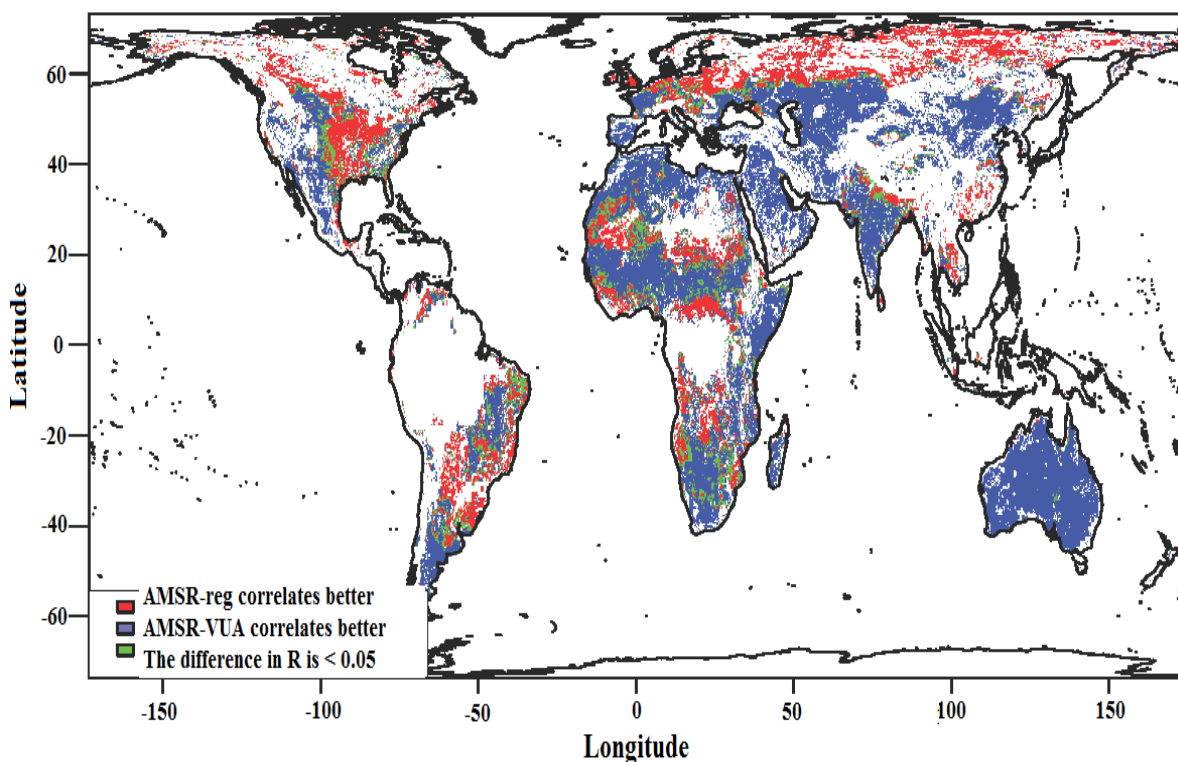 60
40
20
0
-20
-40
-60
Latitude
AMSR-reg correlates better
AMSR-VUA correlates better
The difference in R is < 0.05
-150
-100
-50
0
50
100
150
Longitude